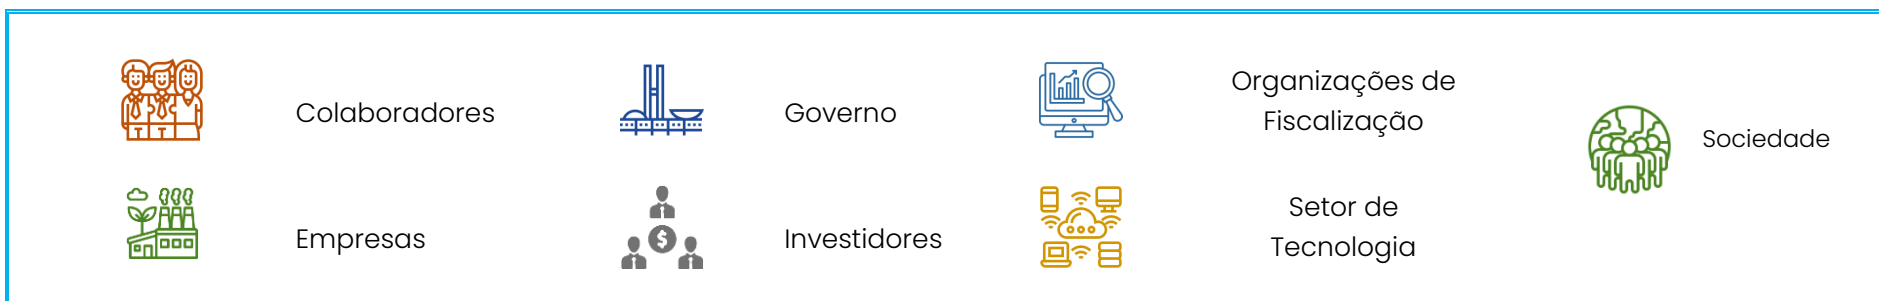 Colaboradores
Governo
Organizações de
Fiscalização
Sociedade
Empresas
Investidores
Setor de
Tecnologia